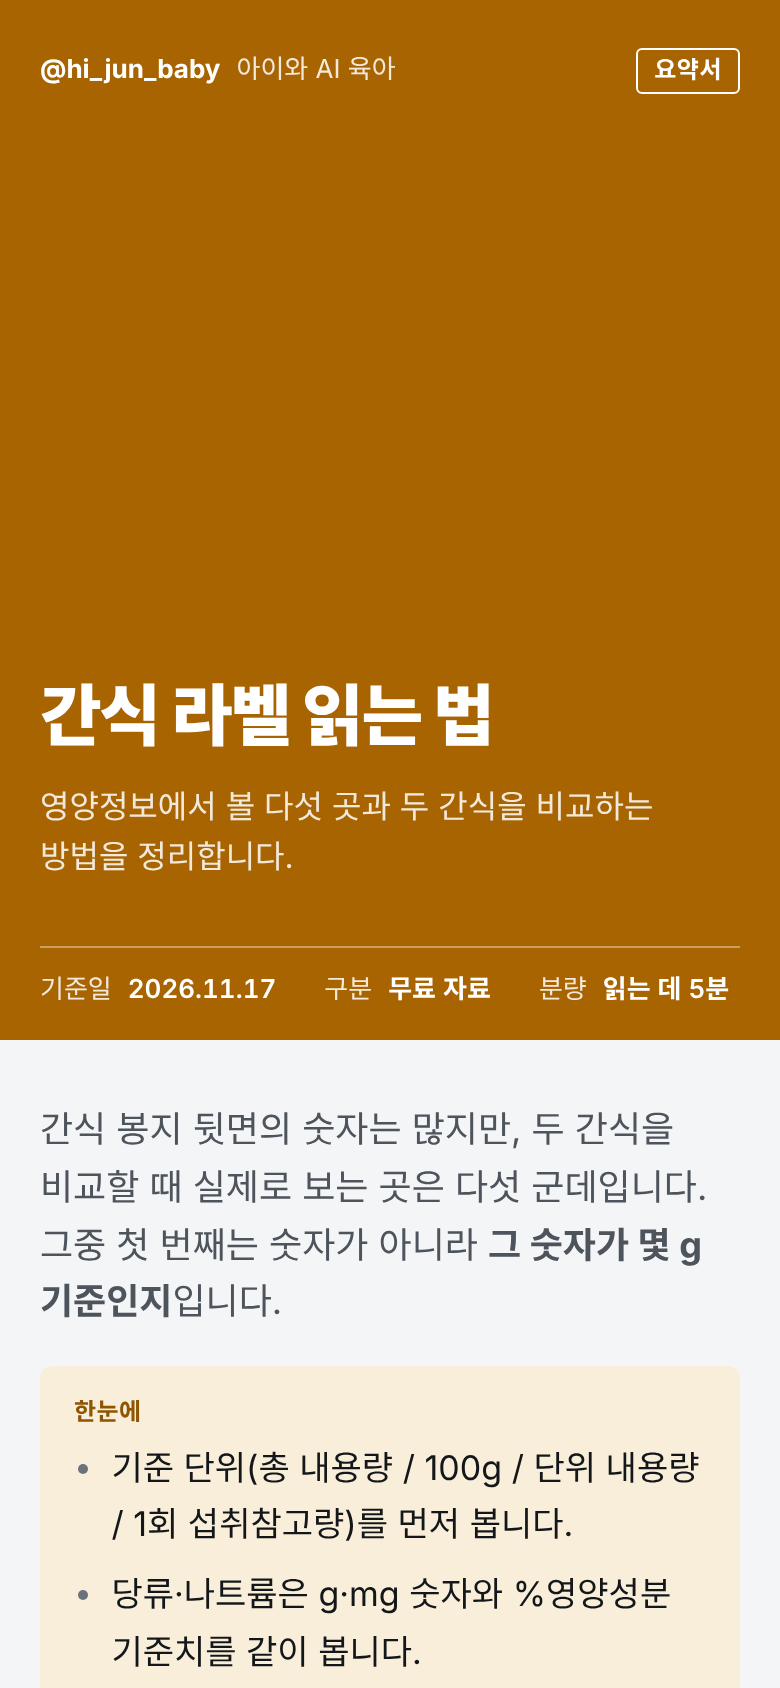 @hi_jun_baby 아이와 AI 육아
요약서
간식 라벨 읽는 법
영양정보에서 볼 다섯 곳과 두 간식을 비교하는
방법을 정리합니다.
기준일 2026.11.17 구분 무료 자료 분량 읽는 데 5분
간식 봉지 뒷면의 숫자는 많지만, 두 간식을
비교할 때 실제로 보는 곳은 다섯 군데입니다.
그중 첫 번째는 숫자가 아니라 그 숫자가 몇 g
기준인지입니다.
한눈에
• 기준 단위(총 내용량 / 100g / 단위 내용량
/ 1회 섭취참고량)를 먼저 봅니다.
• 당류·나트륨은 g·mg 숫자와 %영양성분
기준치를 같이 봅니다.